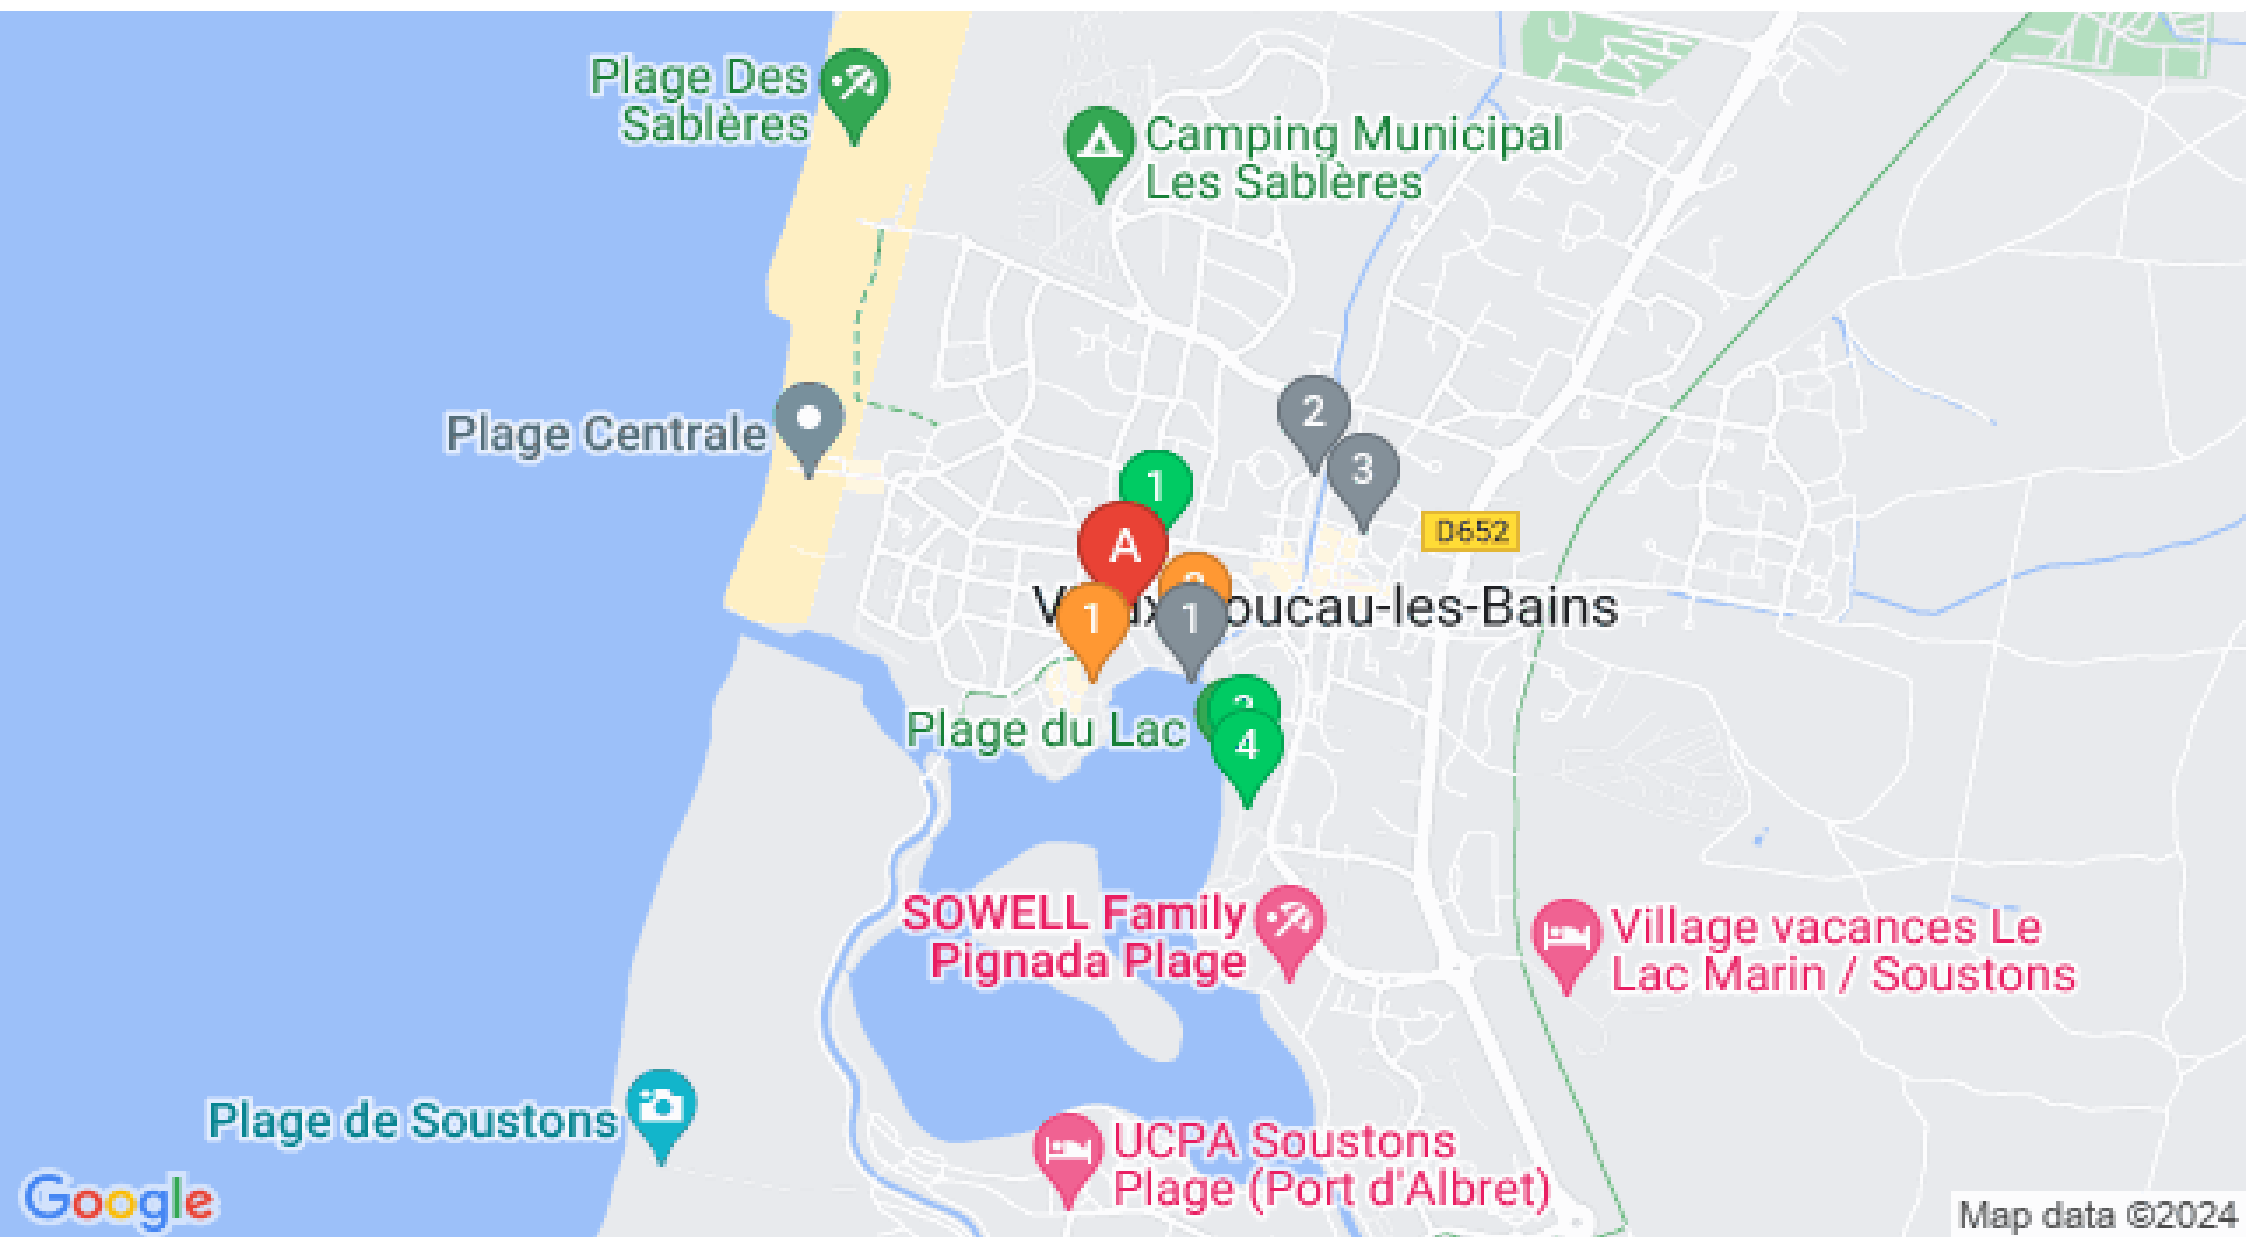 Plage Des
Sablères
Camping Municipal
Les Sablères
Plage Centrale
2
3
1
A
D652
1
1
oucau-les-Bains
Plage du Lac
4
SOWELL Family
Pignada Plage
Village vacances Le
Lac Marin / Soustons
Plage de Soustons
UCPA Soustons
Plage (Port d'Albret)
Google
Map data ©2024